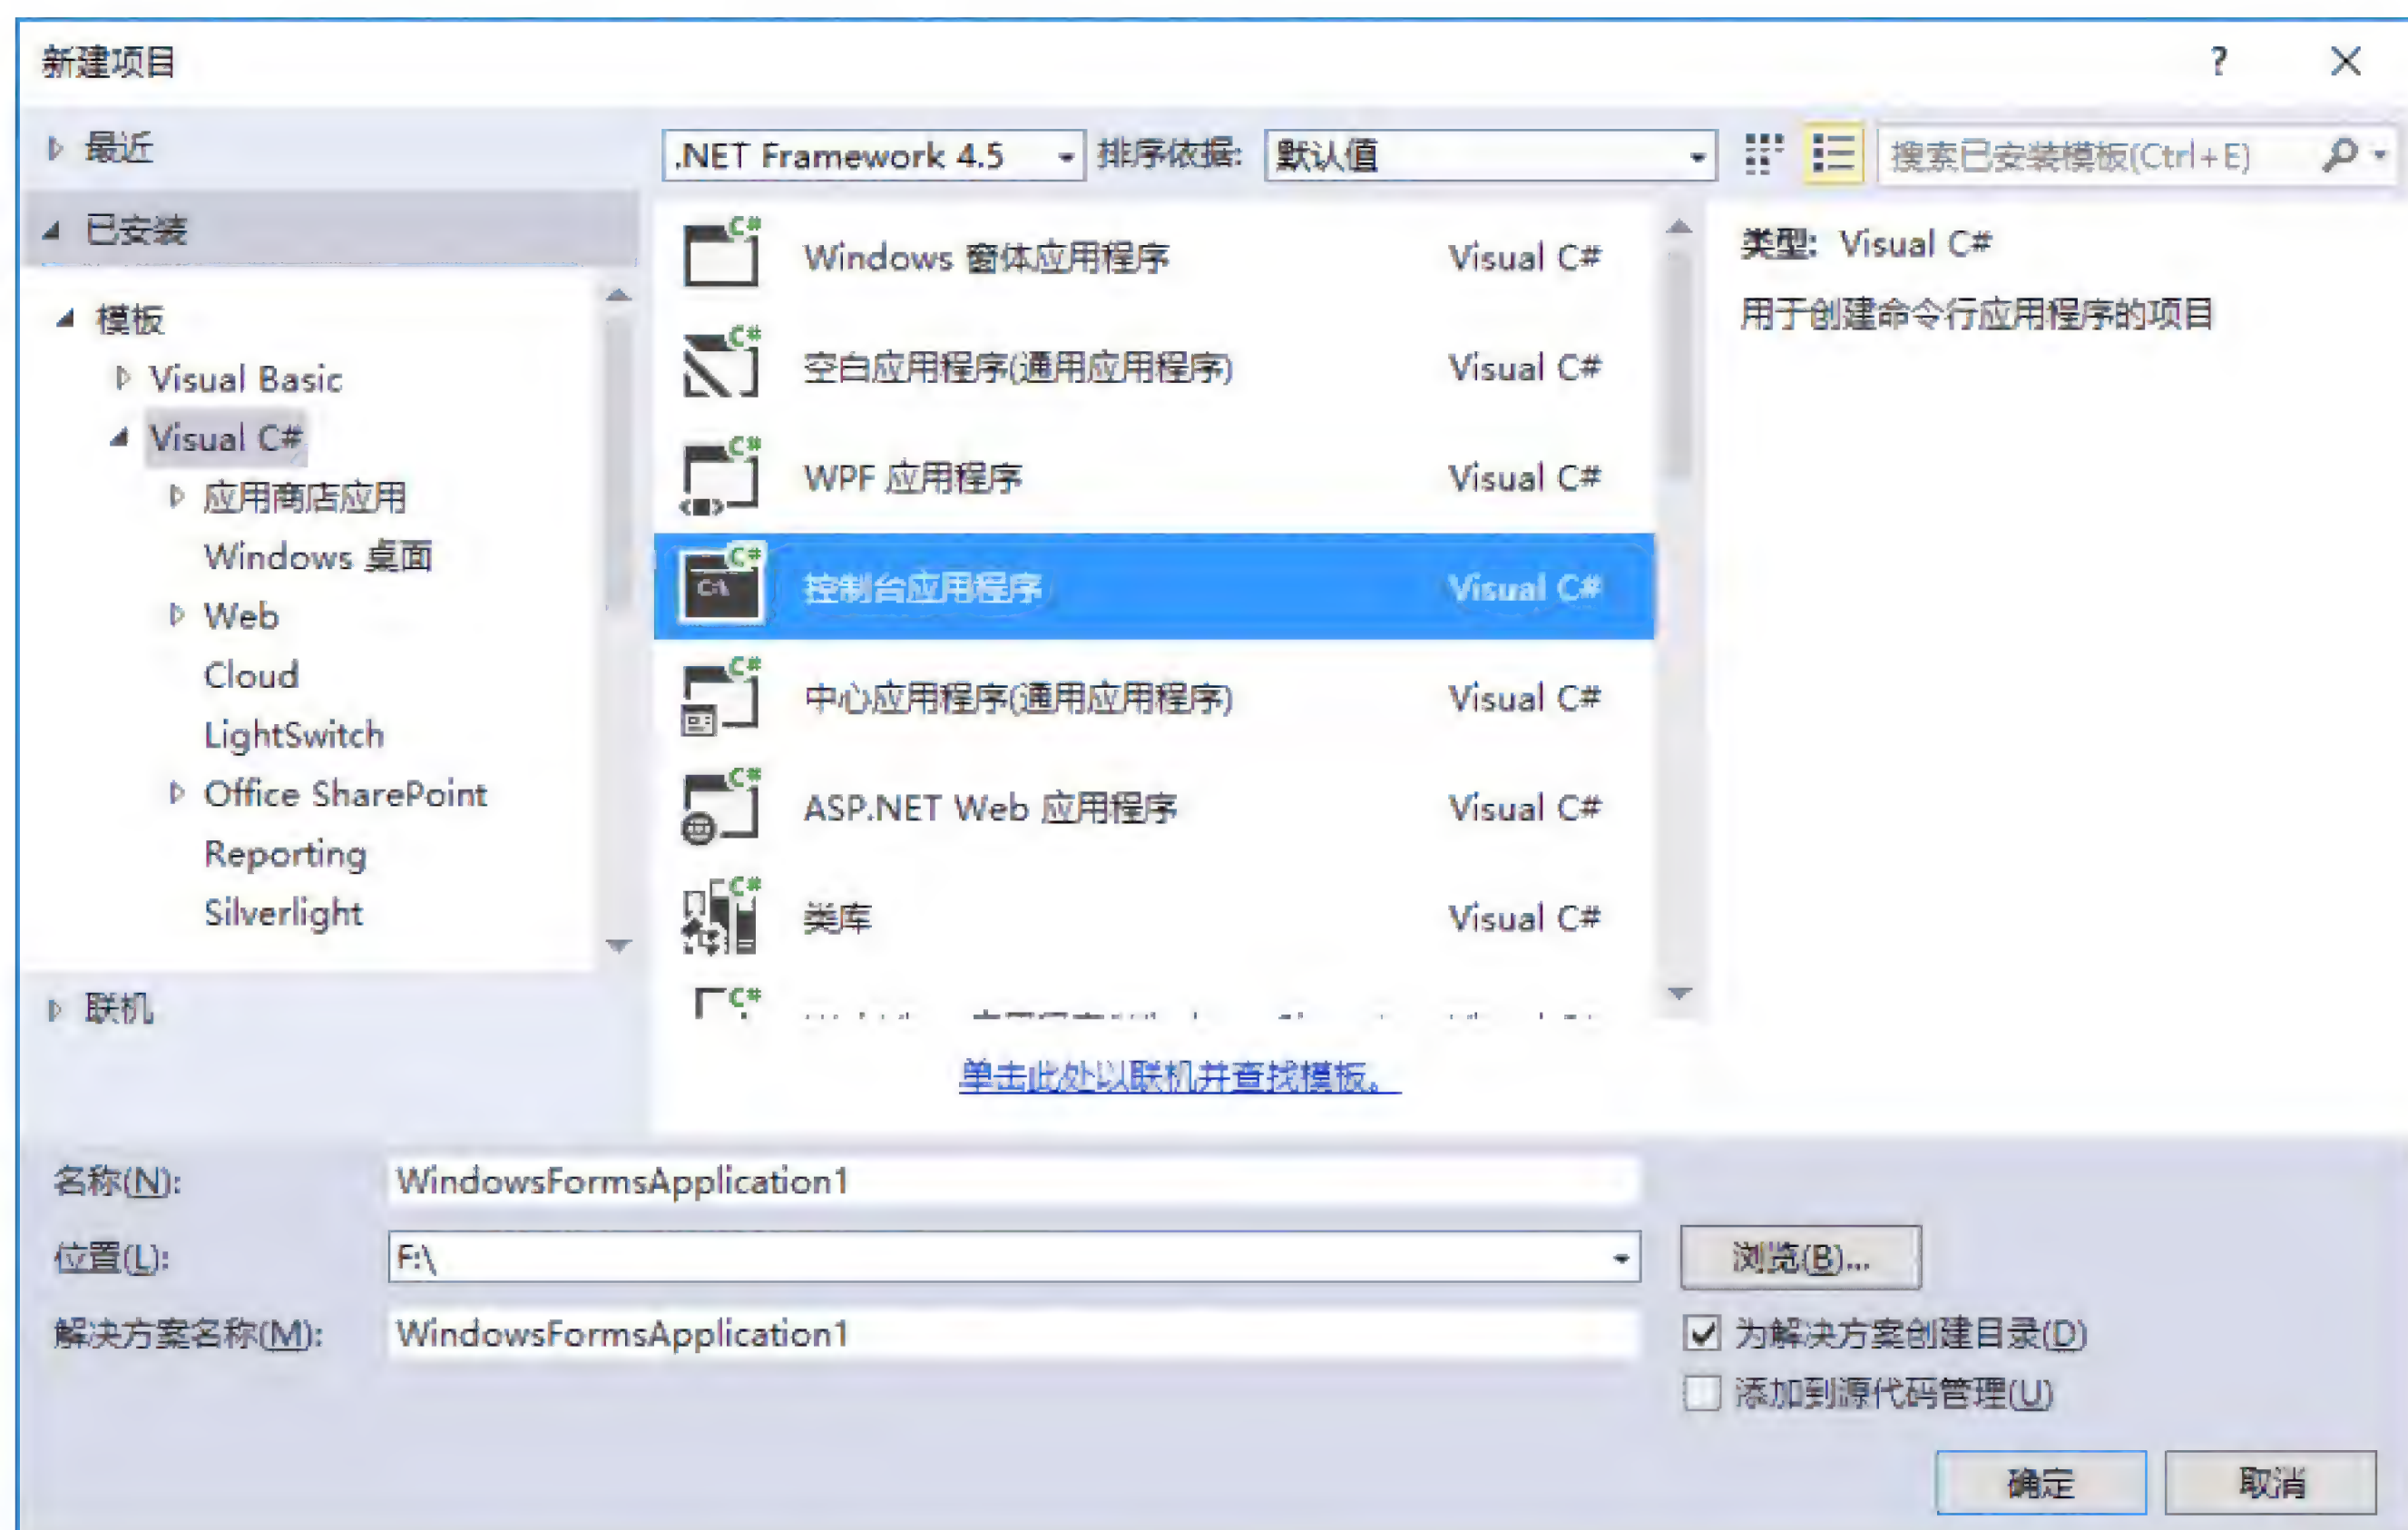 新建项目
?
最近
已安装
模板
Visual Basic
Visual C#
应用商店应用
Windows 桌面
Web
Cloud
LightSwitch
Office SharePoint
Reporting
Silverlight
联机
.NET Framework 4.5 排序依据: 默认值 搜索已安装模板(Ctrl+E)
C# Windows 窗体应用程序 Visual C#
C# 空白应用程序(通用应用程序) Visual C#
C# WPF 应用程序 Visual C#
C# C:\ 控制台应用程序 Visual C#
C# 中心应用程序(通用应用程序) Visual C#
C# ASP.NET Web 应用程序 Visual C#
C# 类库 Visual C#
C#
单击此处以联机并查找模板。
类型: Visual C#
用于创建命令行应用程序的项目
名称(N): WindowsFormsApplication1
位置(L): F:\ 浏览(B)...
解决方案名称(M): WindowsFormsApplication1 为解决方案创建目录(D)
添加到源代码管理(U)
确定 取消